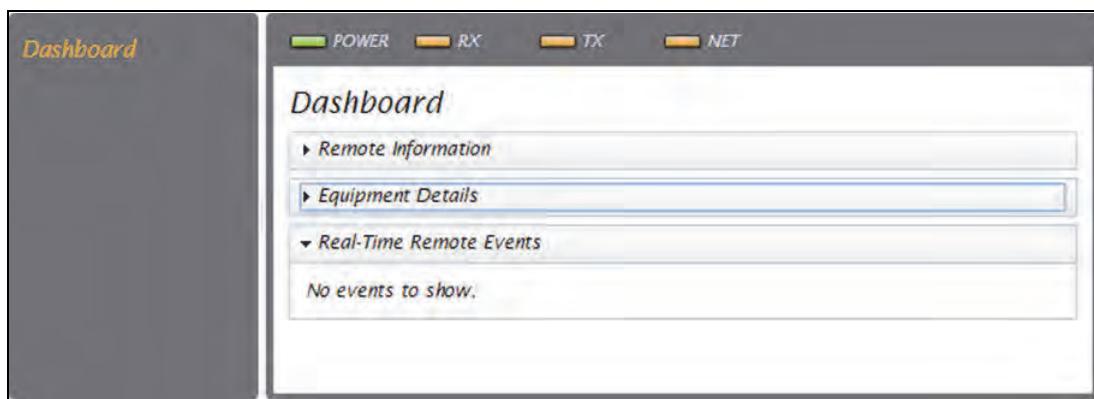 Dashboard
POWER RX TX NET
Dashboard
Remote Information
Equipment Details
Real-Time Remote Events
No events to show.